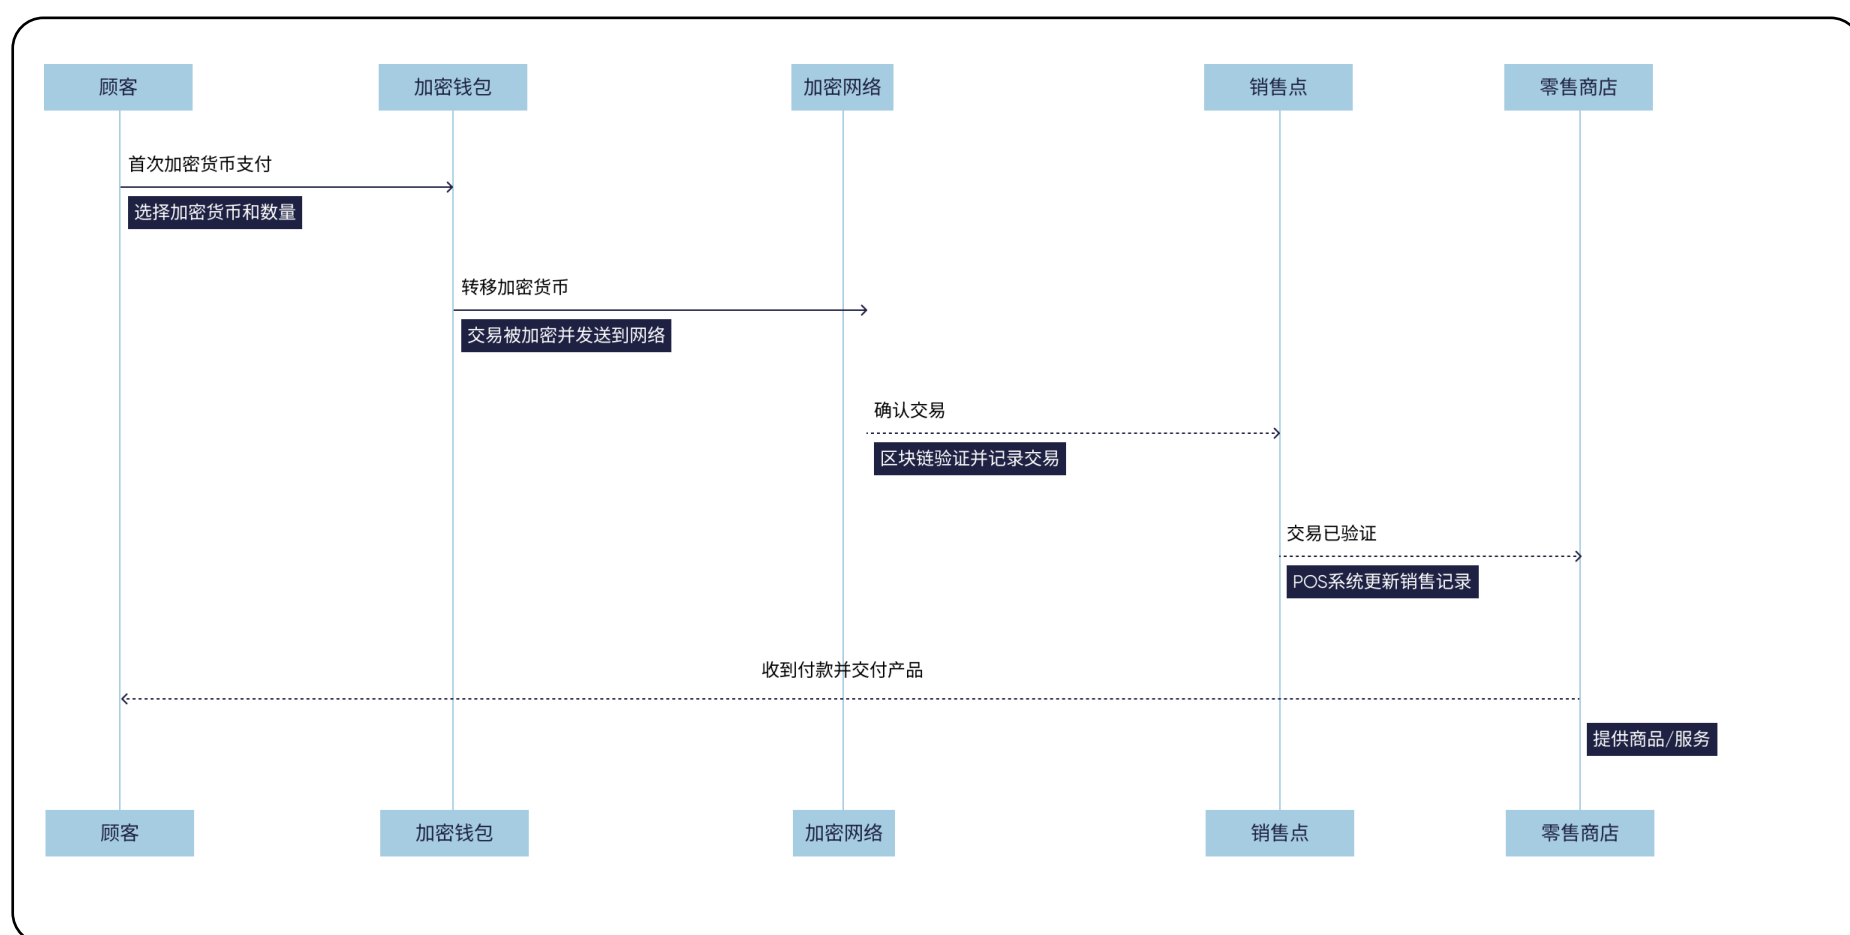 顾客
加密钱包
加密网络
销售点
零售商店
首次加密货币支付
选择加密货币和数量
转移加密货币
交易被加密并发送到网络
确认交易
区块链验证并记录交易
交易已验证
POS系统更新销售记录
收到付款并交付产品
提供商品/服务
顾客
加密钱包
加密网络
销售点
零售商店